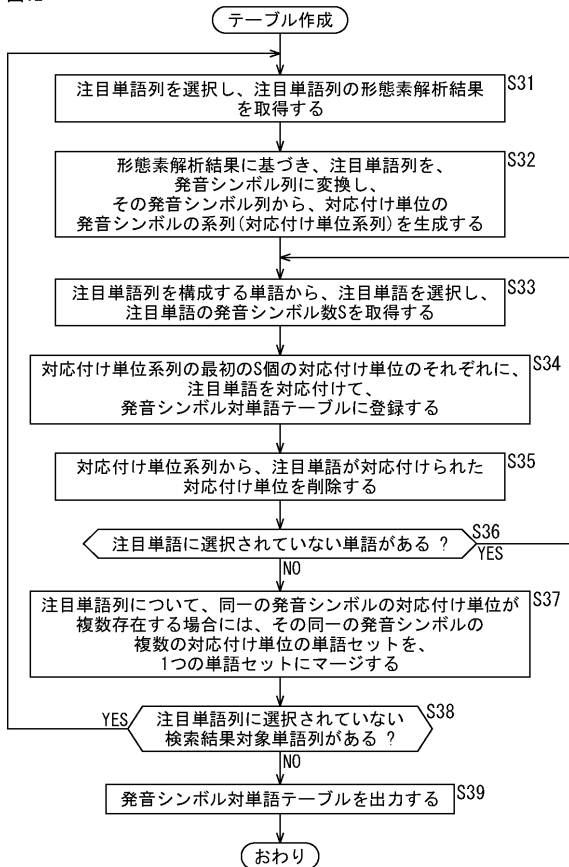 テーブル作成
注目単語列を選択し、注目単語列の形態素解析結果
を取得する
S31
形態素解析結果に基づき、注目単語列を、
発音シンボル列に変換し、
その発音シンボル列から、対応付け単位の
発音シンボルの系列(対応付け単位系列)を生成する
S32
注目単語列を構成する単語から、注目単語を選択し、
注目単語の発音シンボル数Sを取得する
S33
対応付け単位系列の最初のS個の対応付け単位のそれぞれに、
注目単語を対応付けて、
発音シンボル対単語テーブルに登録する
S34
対応付け単位系列から、注目単語が対応付けられた
対応付け単位を削除する
S35
注目単語に選択されていない単語がある ?
S36
YES
NO
注目単語列について、同一の発音シンボルの対応付け単位が
複数存在する場合には、その同一の発音シンボルの
複数の対応付け単位の単語セットを、
1つの単語セットにマージする
S37
YES
注目単語列に選択されていない
検索結果対象単語列がある ?
S38
NO
発音シンボル対単語テーブルを出力する
S39
おわり